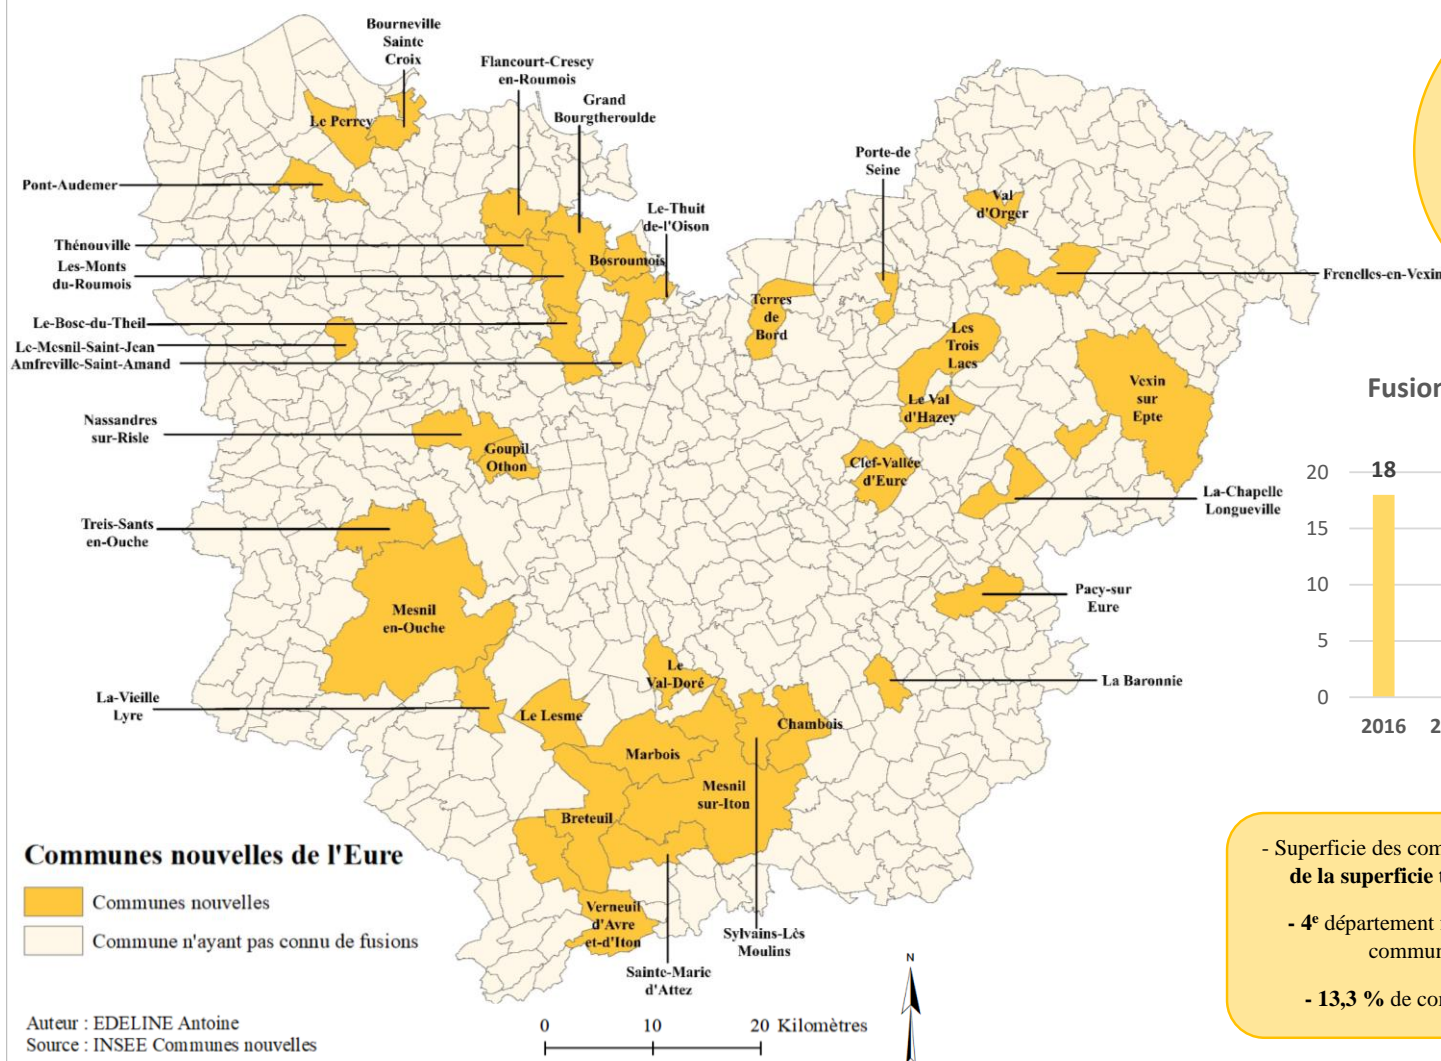 Bourneville
Sainte
Croix
Flancourt-Crescy
en-Roumois
Grand
Bourgtheroulde
Le Perrey
Porte-de
Seine
Pont-Audemer
Val
d'Orger
Le-Thuit
de-l'Oison
Thénouville
Les-Monts
du-Roumois
Bosroumois
Frenelles-en-Vexin
Terres
de
Bord
Le-Bosc-du-Theil
Le-Mesnil-Saint-Jean
Amfreville-Saint-Amand
Les
Trois
Lacs
Vexin
sur
Epte
Le Val
d'Hazey
Nassandres
sur-Risle
Goupil
Othon
Clef-Vallée
d'Eure
La-Chapelle
Longueville
Treis-Sants
en-Ouche
Pacy-sur
Eure
Mesnil
en-Ouche
Le
Val-Doré
La Baronnie
La-Vieille
Lyre
Le Lesme
Chambois
Marbois
Mesnil
sur-Iton
Breteuil
Verneuil
d'Avre
et-d'Iton
Sylvains-Lès
Moulins
Sainte-Marie
d'Attez
Communes nouvelles de l'Eure
Communes nouvelles
Commune n'ayant pas connu de fusions
Auteur : EDELINE Antoine
Source : INSEE Communes nouvelles
0 10 20 Kilomètres
N
Fusion
20
18
15
10
5
0
2016 2
- Superficie des com
de la superficie t
- 4e département
commun
- 13,3 % de con